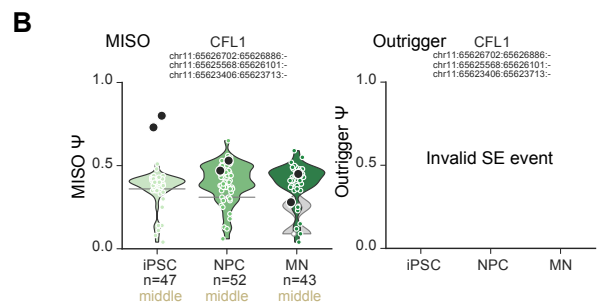 B
MISO
CFL1
chr11:65626702:65626886:-
chr11:65625568:65626101:-
chr11:65623406:65623713:-
MISO Ψ
1.0
0.5
0.0
iPSC
n=47
middle
NPC
n=52
middle
MN
n=43
middle
Outrigger
CFL1
chr11:65626702:65626886:-
chr11:65625568:65626101:-
chr11:65623406:65623713:-
Outrigger Ψ
1.0
0.5
0.0
Invalid SE event
iPSC
NPC
MN